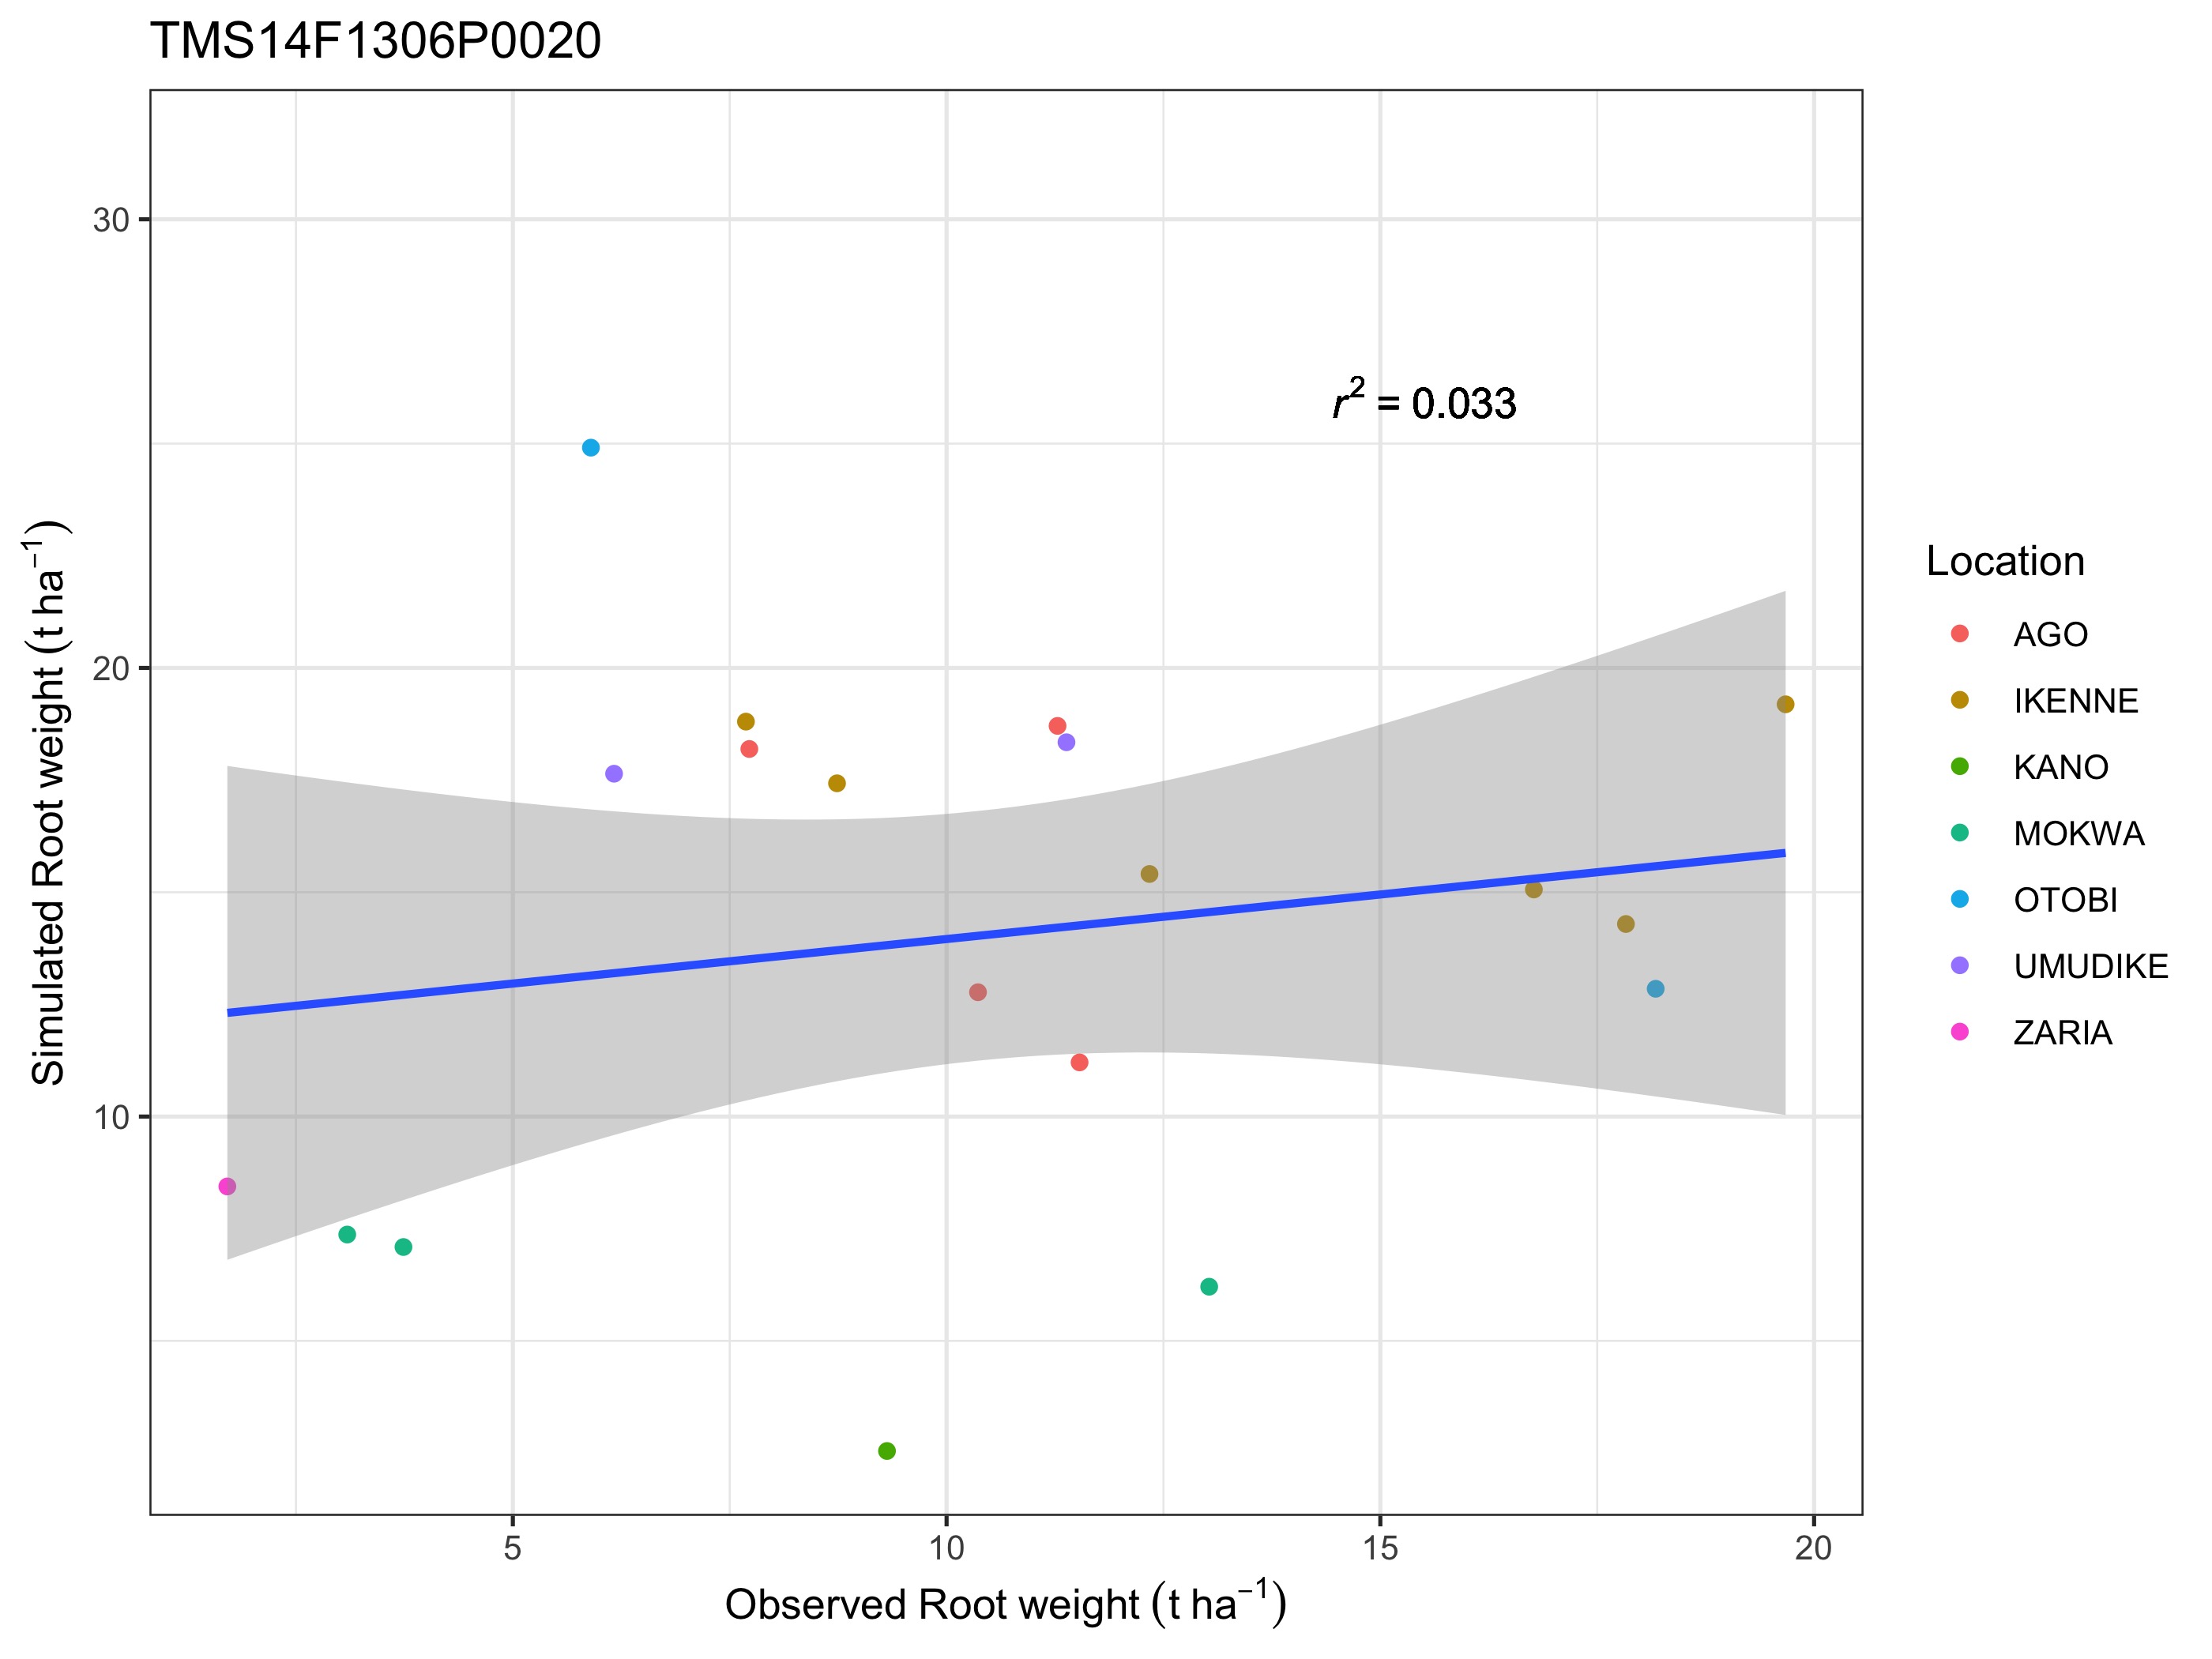 TMS14F1306P0020
30
20
10
r² = 0.033
Simulated Root weight (t ha⁻¹)
5
10
15
20
Observed Root weight (t ha⁻¹)
Location
AGO
IKENNE
KANO
MOKWA
OTOBI
UMUDIKE
ZARIA